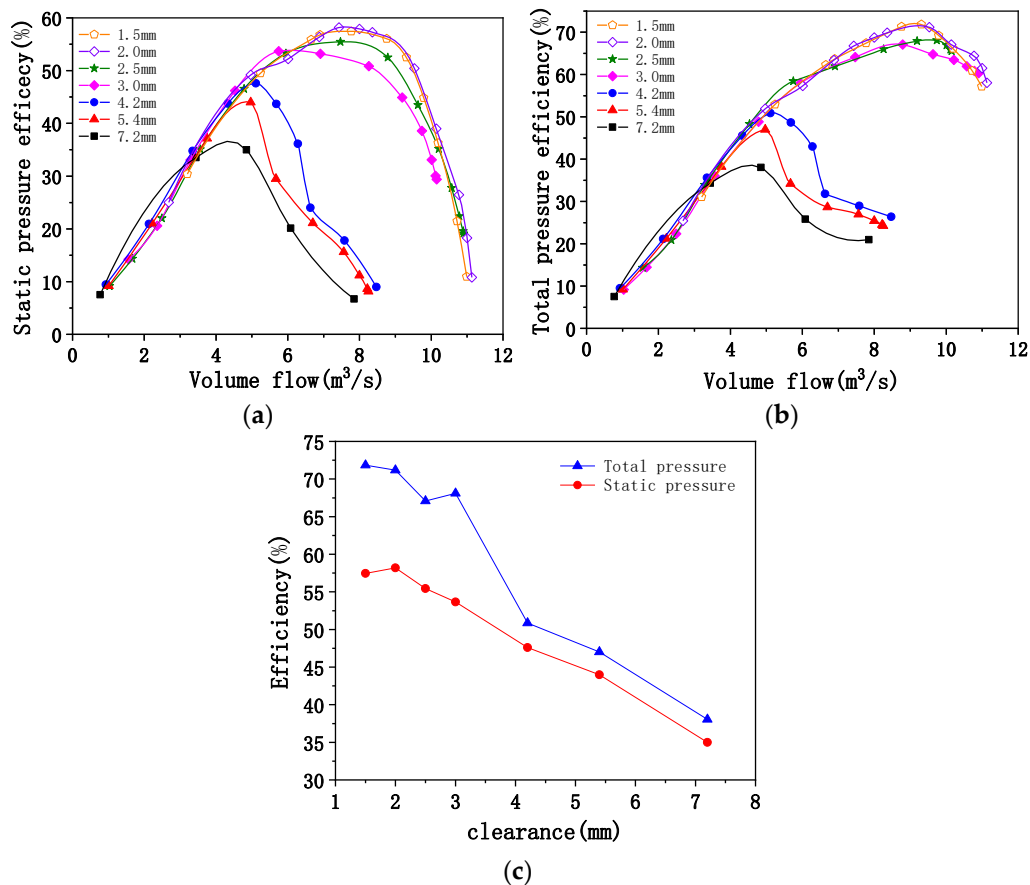 Static pressure efficecy(%)
60
50
40
30
20
10
0
1.5mm
2.0mm
2.5mm
3.0mm
4.2mm
5.4mm
7.2mm
0 2 4 6 8 10 12
Volume flow(m³/s)
(a)
Total pressure efficiency(%)
70
60
50
40
30
20
10
0
1.5mm
2.0mm
2.5mm
3.0mm
4.2mm
5.4mm
7.2mm
0 2 4 6 8 10 12
Volume flow(m³/s)
(b)
Efficiency(%)
75
70
65
60
55
50
45
40
35
30
Total pressure
Static pressure
1 2 3 4 5 6 7 8
clearance(mm)
(c)